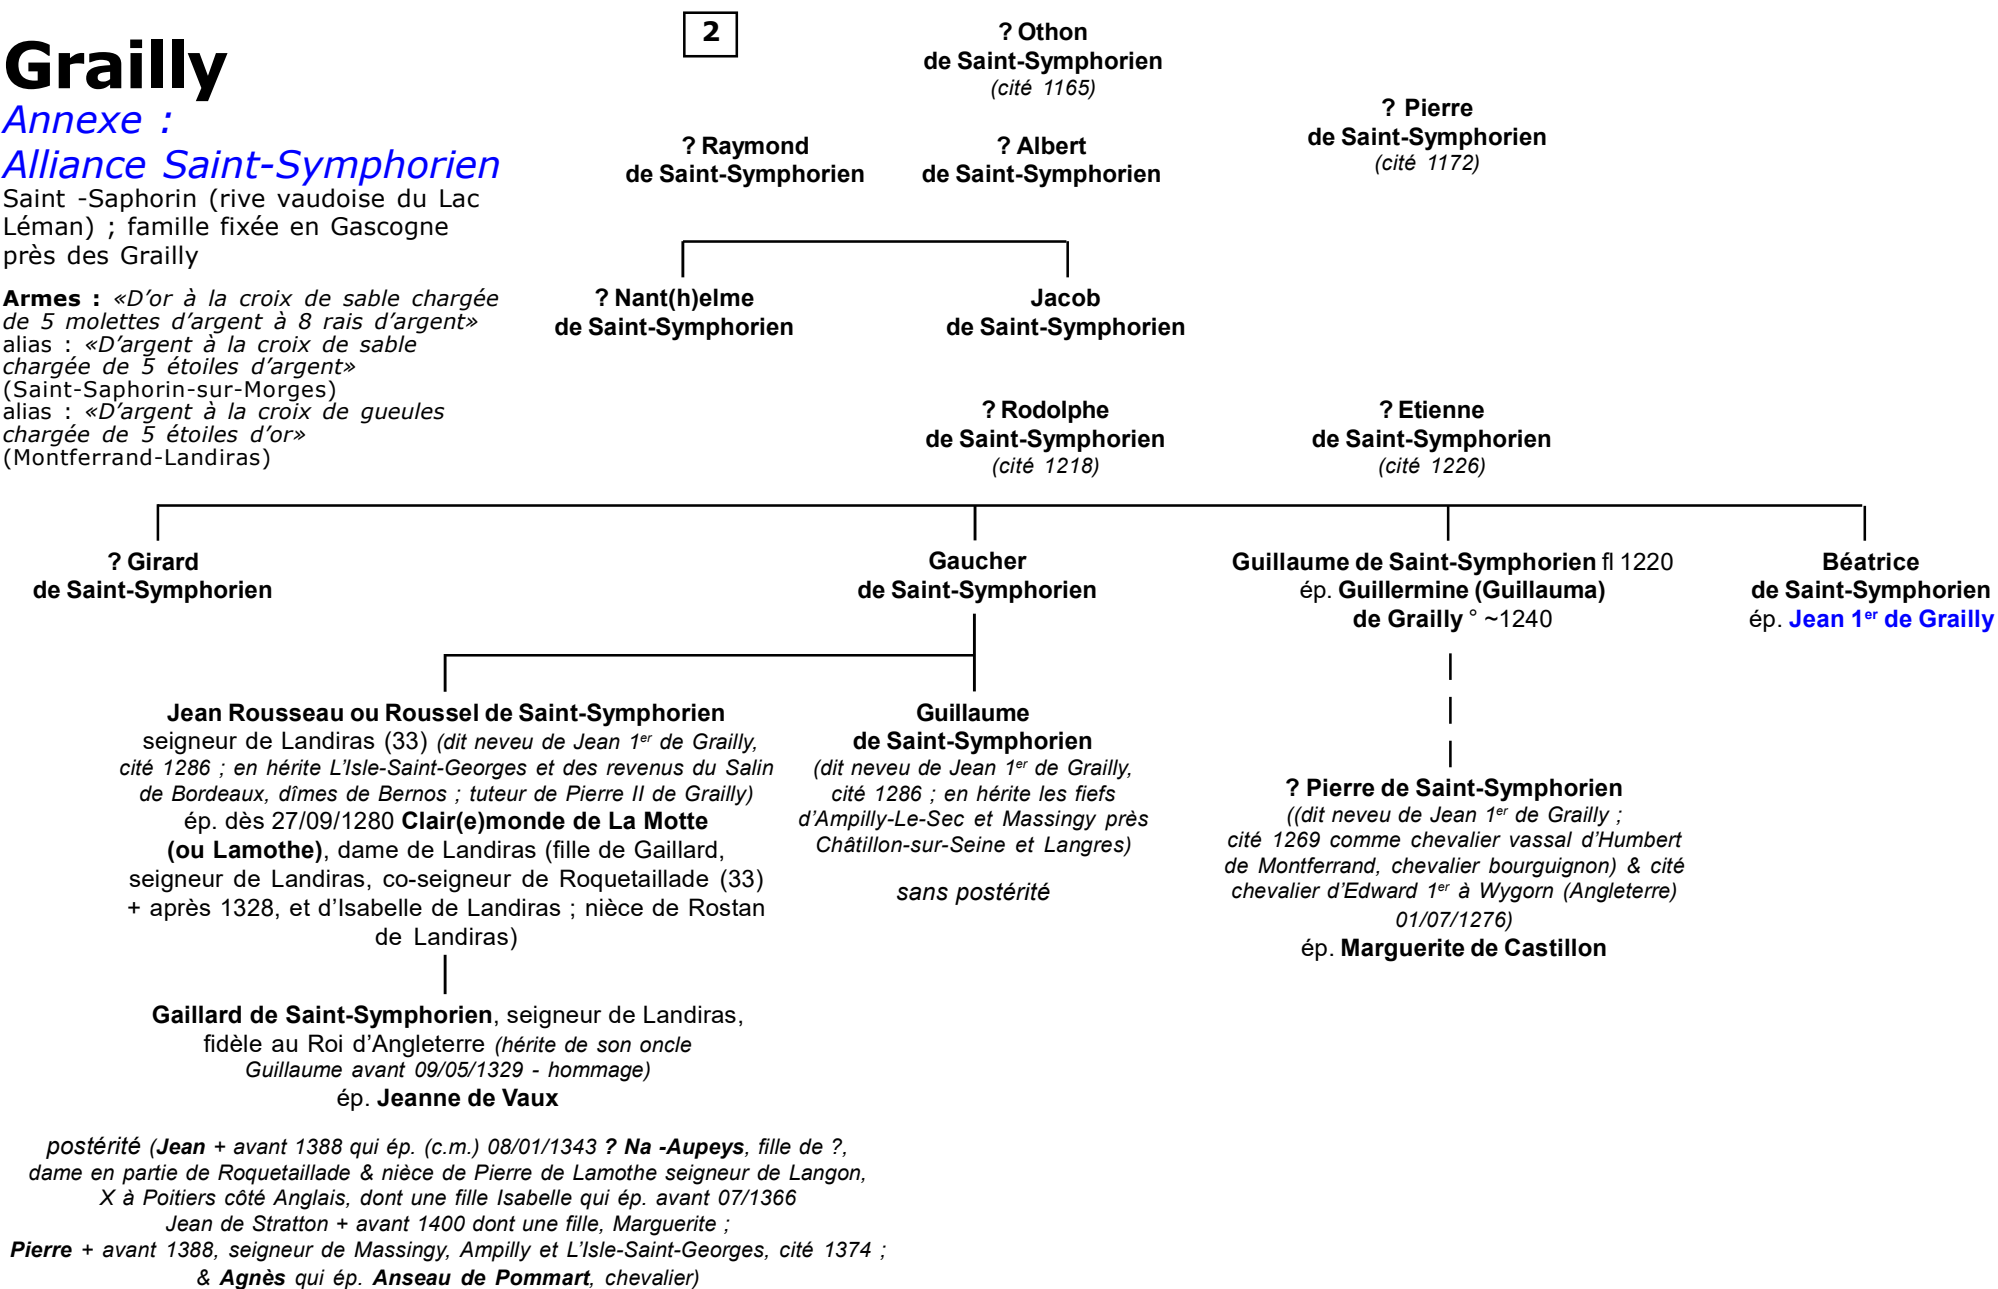 Grailly
Annexe :
Alliance Saint-Symphorien
Saint -Saphorin (rive vaudoise du Lac
Léman) ; famille fixée en Gascogne
près des Grailly
Armes : «D'or à la croix de sable chargée
de 5 molettes d'argent à 8 rais d'argent»
alias : «D'argent à la croix de sable
chargée de 5 étoiles d'argent»
(Saint-Saphorin-sur-Morges)
alias : «D'argent à la croix de gueules
chargée de 5 étoiles d'or»
(Montferrand-Landiras)
2
? Othon
de Saint-Symphorien
(cité 1165)
? Pierre
de Saint-Symphorien
(cité 1172)
? Raymond
de Saint-Symphorien
? Albert
de Saint-Symphorien
? Nant(h)elme
de Saint-Symphorien
Jacob
de Saint-Symphorien
? Rodolphe
de Saint-Symphorien
(cité 1218)
? Etienne
de Saint-Symphorien
(cité 1226)
? Girard
de Saint-Symphorien
Gaucher
de Saint-Symphorien
Guillaume de Saint-Symphorien fl 1220
ép. Guillermine (Guillauma)
de Grailly ° ~1240
Béatrice
de Saint-Symphorien
ép. Jean 1er de Grailly
Jean Rousseau ou Roussel de Saint-Symphorien
seigneur de Landiras (33) (dit neveu de Jean 1er de Grailly,
cité 1286 ; en hérite L'Isle-Saint-Georges et des revenus du Salin
de Bordeaux, dîmes de Bernos ; tuteur de Pierre II de Grailly)
ép. dès 27/09/1280 Clair(e)monde de La Motte
(ou Lamothe), dame de Landiras (fille de Gaillard,
seigneur de Landiras, co-seigneur de Roquetaillade (33)
+ après 1328, et d'Isabelle de Landiras ; nièce de Rostan
de Landiras)
Guillaume
de Saint-Symphorien
(dit neveu de Jean 1er de Grailly,
cité 1286 ; en hérite les fiefs
d'Ampilly-Le-Sec et Massingy près
Châtillon-sur-Seine et Langres)
sans postérité
? Pierre de Saint-Symphorien
((dit neveu de Jean 1er de Grailly ;
cité 1269 comme chevalier vassal d'Humbert
de Montferrand, chevalier bourguignon) & cité
chevalier d'Edward 1er à Wygorn (Angleterre)
01/07/1276)
ép. Marguerite de Castillon
Gaillard de Saint-Symphorien, seigneur de Landiras,
fidèle au Roi d'Angleterre (hérite de son oncle
Guillaume avant 09/05/1329 - hommage)
ép. Jeanne de Vaux
postérité (Jean + avant 1388 qui ép. (c.m.) 08/01/1343 ? Na -Aupeys, fille de ?,
dame en partie de Roquetaillade & nièce de Pierre de Lamothe seigneur de Langon,
X à Poitiers côté Anglais, dont une fille Isabelle qui ép. avant 07/1366
Jean de Stratton + avant 1400 dont une fille, Marguerite ;
Pierre + avant 1388, seigneur de Massingy, Ampilly et L'Isle-Saint-Georges, cité 1374 ;
& Agnès qui ép. Anseau de Pommart, chevalier)